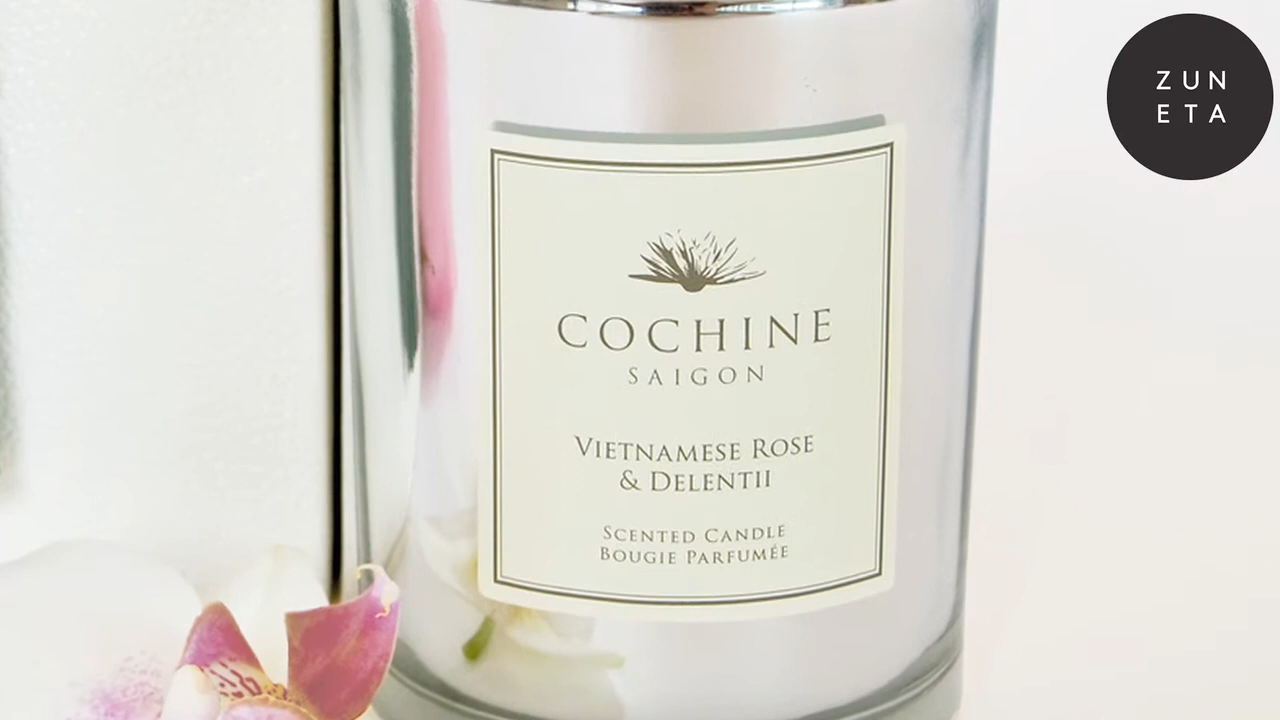 ZUN
ETA
COCHINE
SAIGON
VIETNAMESE ROSE
& DELENTII
SCENTED CANDLE
BOUGIE PARFUMÉE